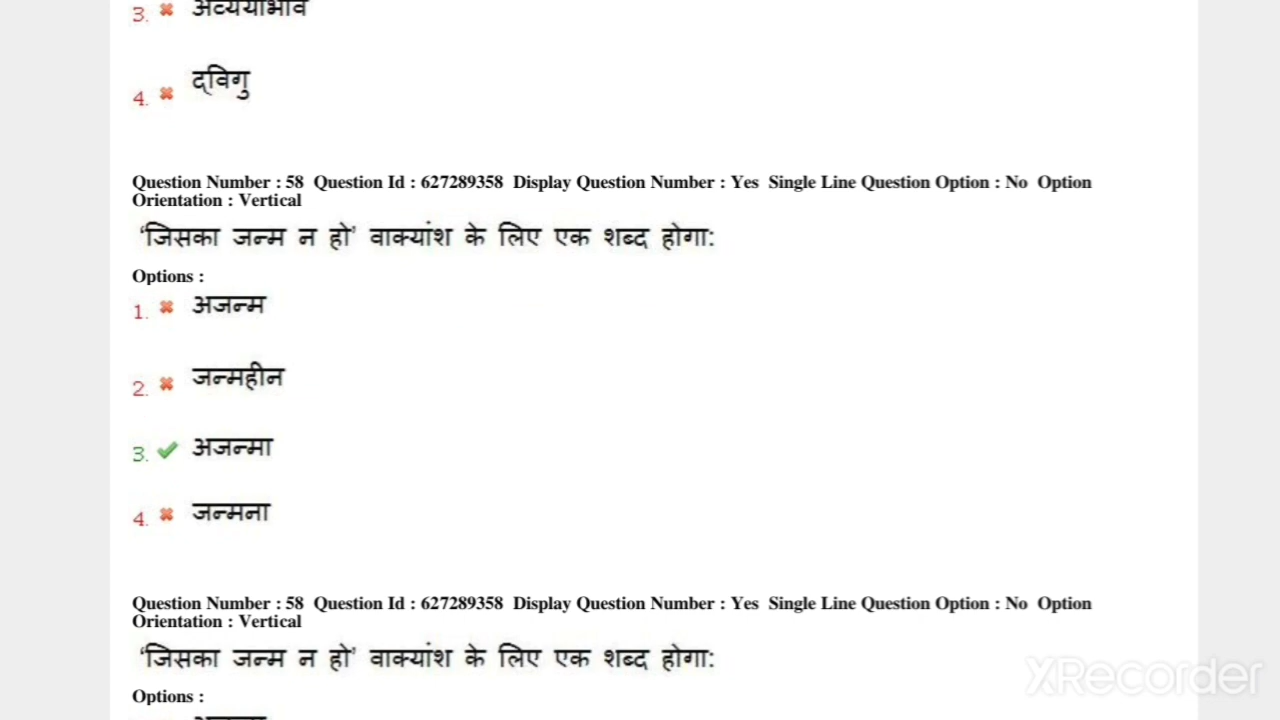 3. अव्ययीभाव
4. द्विगु
Question Number : 58 Question Id : 627289358 Display Question Number : Yes Single Line Question Option : No Option
Orientation : Vertical
'जिसका जन्म न हो' वाक्यांश के लिए एक शब्द होगा:
Options :
1. अजन्म
2. जन्महीन
3. अजन्मा
4. जन्मना
Question Number : 58 Question Id : 627289358 Display Question Number : Yes Single Line Question Option : No Option
Orientation : Vertical
'जिसका जन्म न हो' वाक्यांश के लिए एक शब्द होगा:
XRecorder
Options :